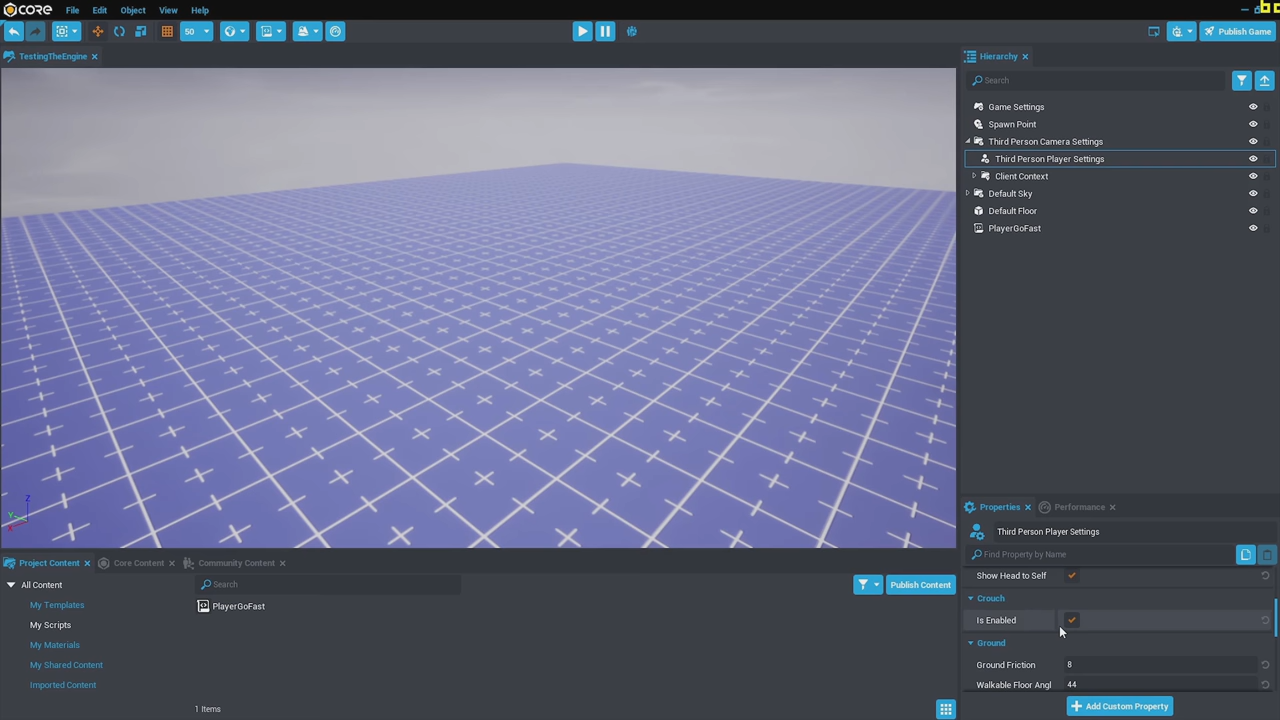 CORE File Edit Object View Help
50 Publish Game
TestingTheEngine
Hierarchy
Search
Game Settings
Spawn Point
Third Person Camera Settings
Third Person Player Settings
Client Context
Default Sky
Default Floor
PlayerGoFast
Z
Y
X
Properties Performance
Third Person Player Settings
Find Property by Name
Show Head to Self
Crouch
Is Enabled
Ground
Ground Friction 8
Walkable Floor Angl 44
Add Custom Property
Project Content Core Content Community Content
All Content Search Publish Content
My Templates PlayerGoFast
My Scripts
My Materials
My Shared Content
Imported Content
1 Items